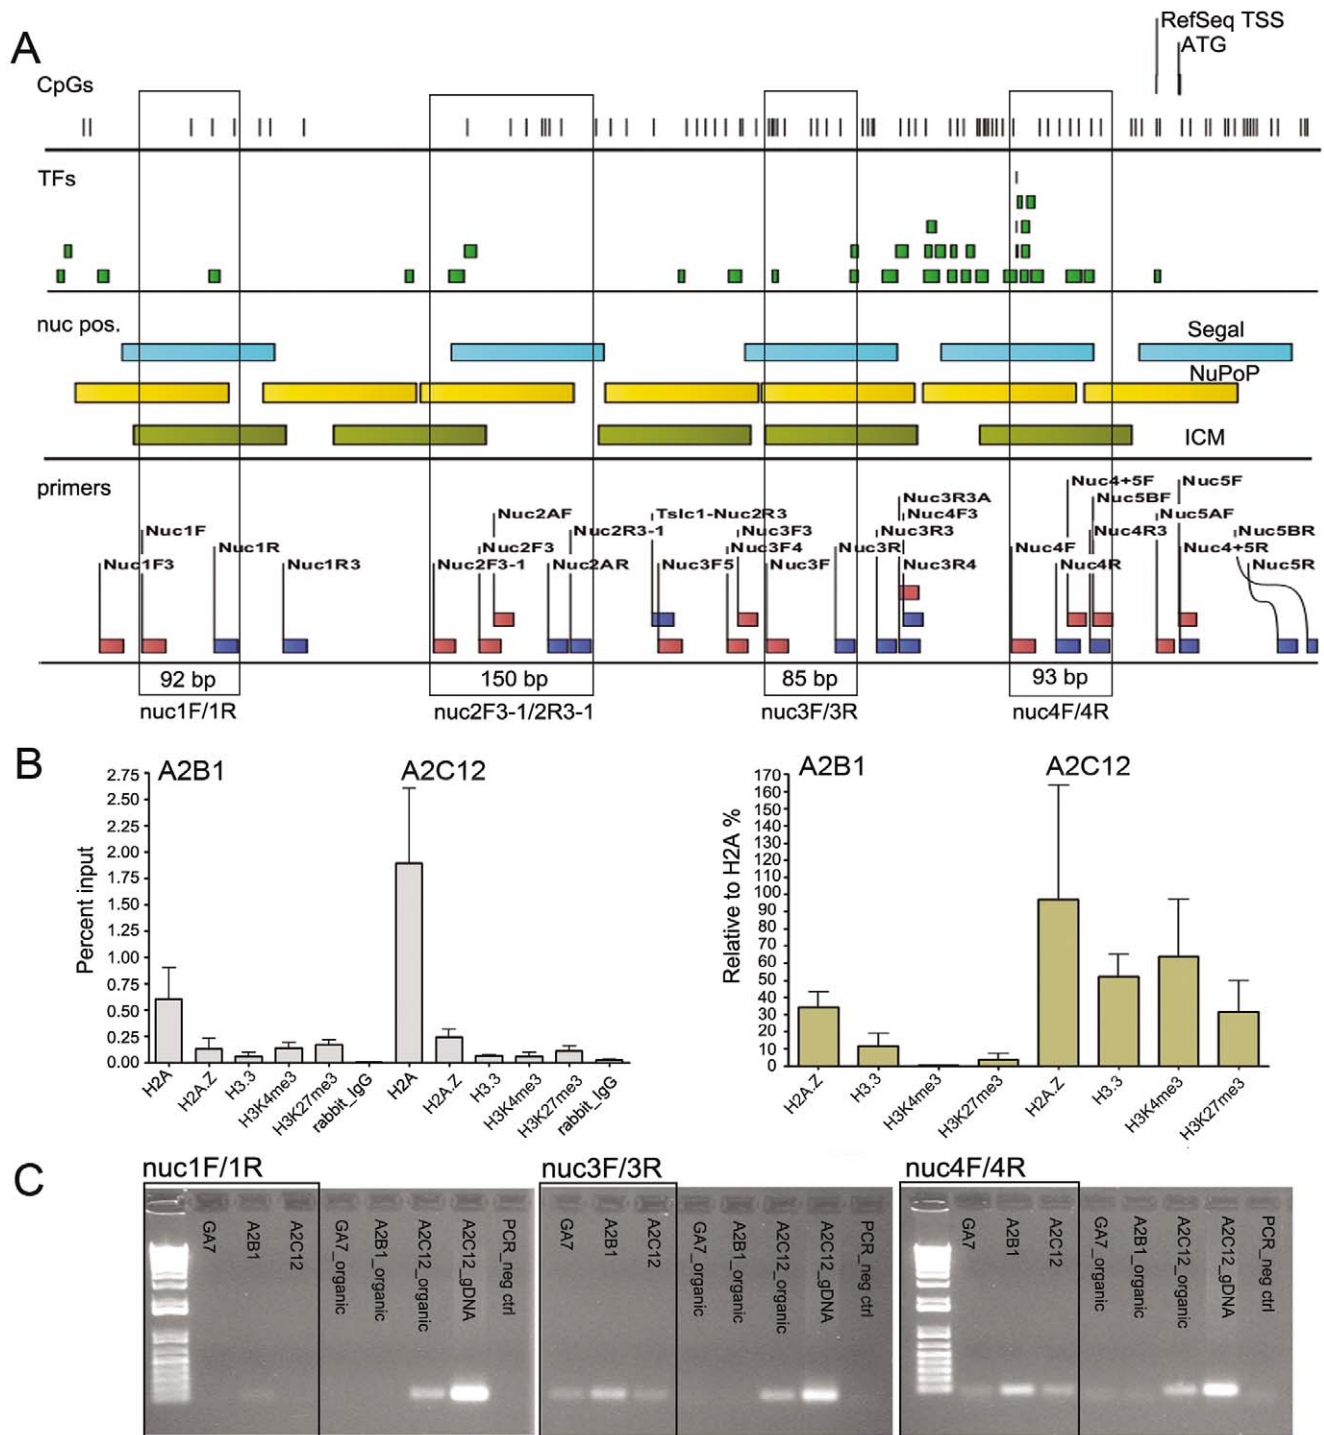 A
RefSeq TSS
ATG
CpGs
TFs
nuc pos.
Segal
NuPoP
ICM
primers
Nuc4+5F
Nuc5F
Nuc3R3A
Nuc5BF
Nuc2AF
TsIc1-Nuc2R3
Nuc4F3
Nuc5AF
Nuc1F
Nuc2R3-1
Nuc3F3
Nuc3R3
Nuc4R3
Nuc5BR
Nuc1R
Nuc2F3
Nuc3F4
Nuc3R
Nuc4F
Nuc4+5R
Nuc1F3
Nuc1R3
Nuc2F3-1
Nuc2AR
Nuc3F5
Nuc3F
Nuc3R4
Nuc4R
Nuc5R
92 bp
150 bp
85 bp
93 bp
nuc1F/1R
nuc2F3-1/2R3-1
nuc3F/3R
nuc4F/4R
B
A2B1
A2C12
Percent input
2.75
2.50
2.25
2.00
1.75
1.50
1.25
1.00
0.75
0.50
0.25
0.00
H2A
H2A.Z
H3.3
H3K4me3
H3K27me3
rabbit_IgG
H2A
H2A.Z
H3.3
H3K4me3
H3K27me3
rabbit_IgG
A2B1
A2C12
Relative to H2A %
170
160
150
140
130
120
110
100
90
80
70
60
50
40
30
20
10
0
H2A.Z
H3.3
H3K4me3
H3K27me3
H2A.Z
H3.3
H3K4me3
H3K27me3
C
nuc1F/1R
GA7
A2B1
A2C12
GA7_organic
A2B1_organic
A2C12_organic
A2C12_gDNA
PCR_neg ctrl
nuc3F/3R
GA7
A2B1
A2C12
GA7_organic
A2B1_organic
A2C12_organic
A2C12_gDNA
PCR_neg ctrl
nuc4F/4R
GA7
A2B1
A2C12
GA7_organic
A2B1_organic
A2C12_organic
A2C12_gDNA
PCR_neg ctrl